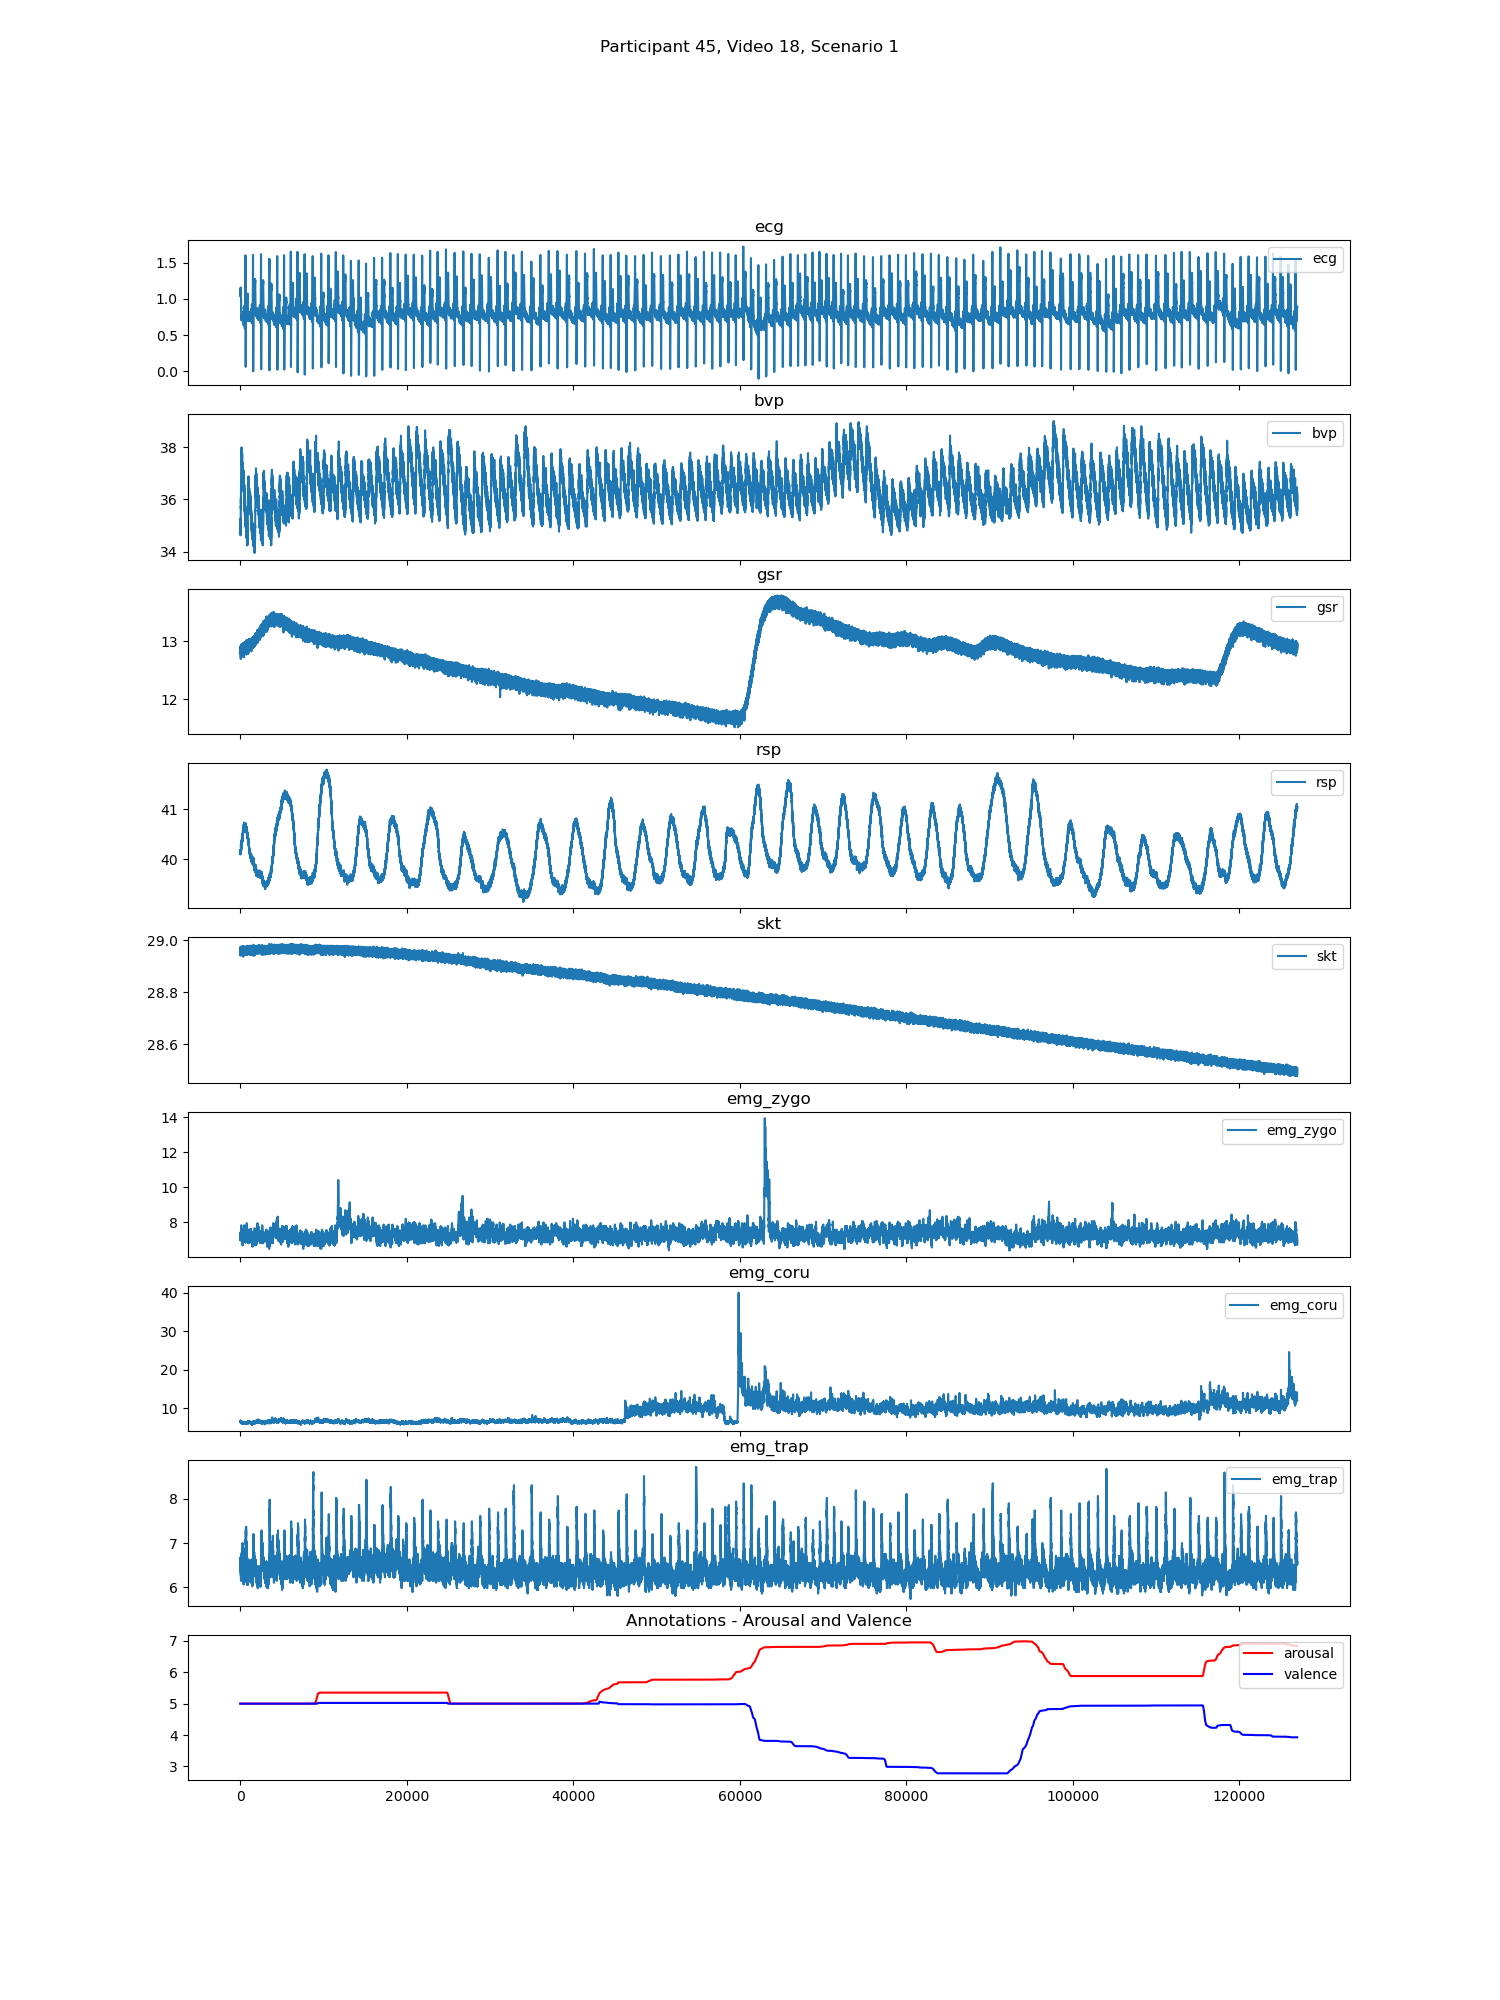 Participant 45, Video 18, Scenario 1
ecg
1.5
1.0
0.5
0.0
ecg
bvp
38
36
34
bvp
gsr
13
12
gsr
rsp
41
40
rsp
skt
29.0
28.8
28.6
skt
emg_zygo
14
12
10
8
emg_zygo
emg_coru
40
30
20
10
emg_coru
emg_trap
8
7
6
emg_trap
Annotations - Arousal and Valence
7
6
5
4
3
arousal
valence
0 20000 40000 60000 80000 100000 120000